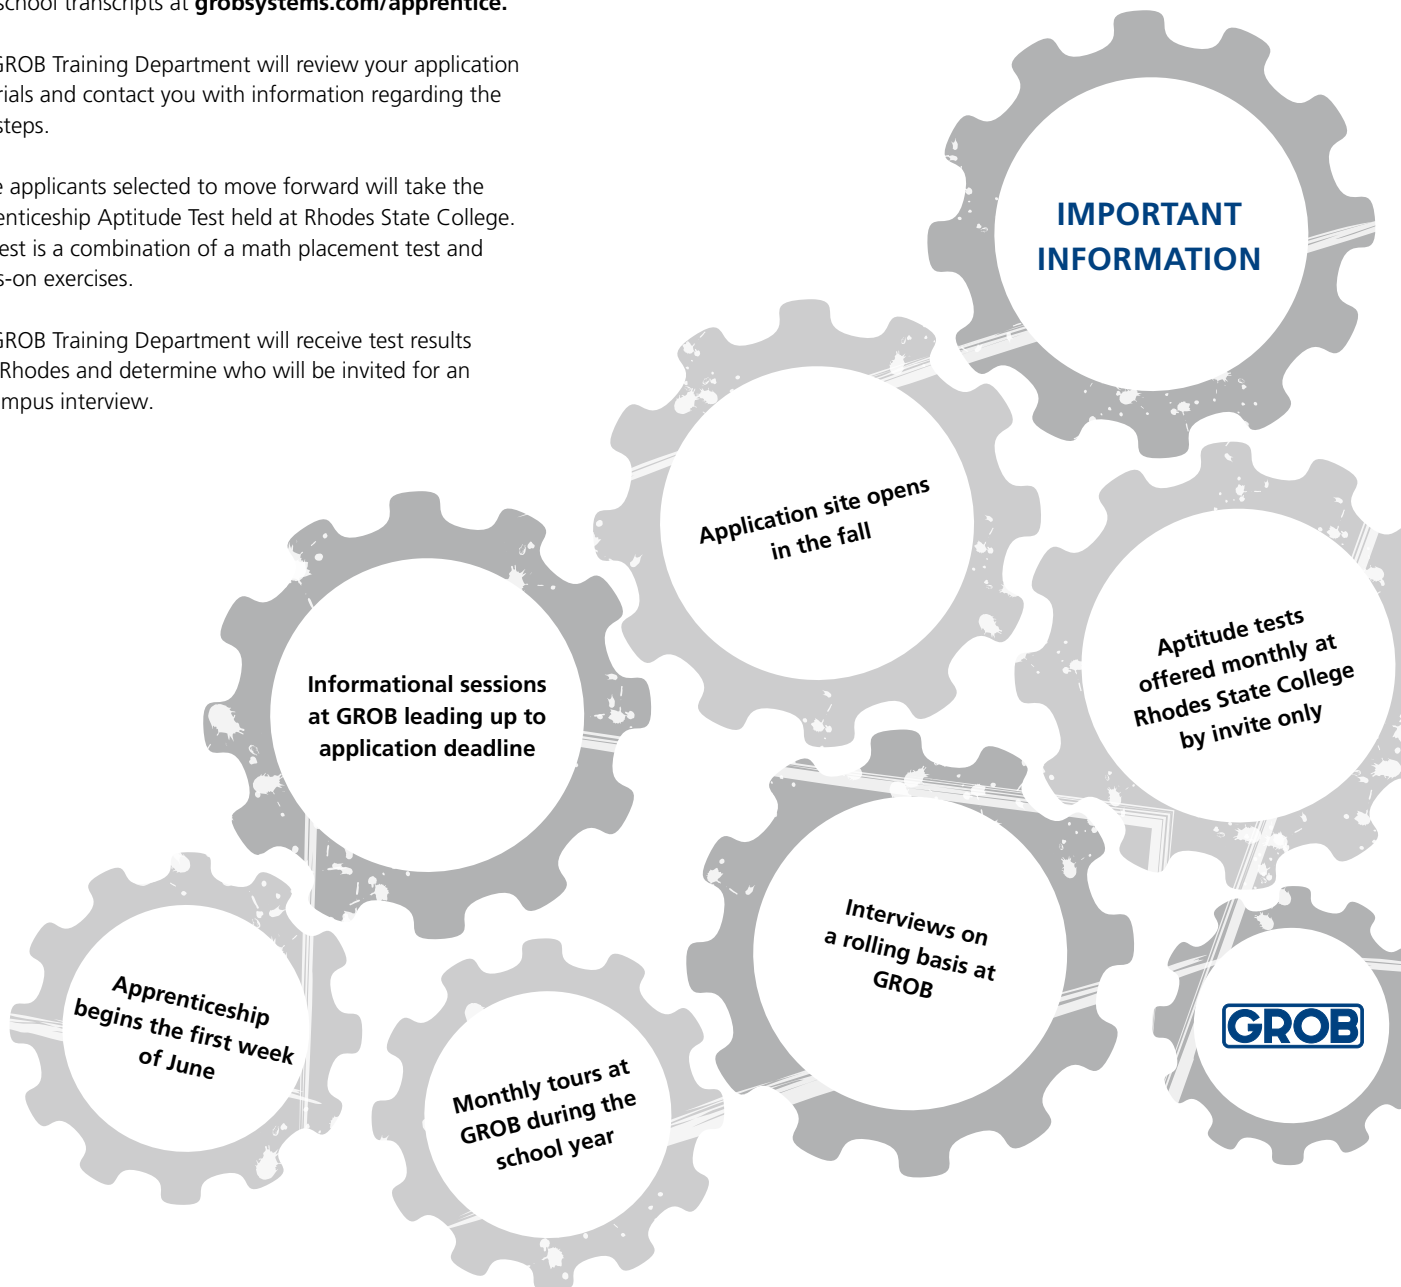 school transcripts at grobsystems.com/apprentice.
GROB Training Department will review your application
rials and contact you with information regarding the
steps.
e applicants selected to move forward will take the
enticeship Aptitude Test held at Rhodes State College.
est is a combination of a math placement test and
s-on exercises.
GROB Training Department will receive test results
Rhodes and determine who will be invited for an
ampus interview.
IMPORTANT
INFORMATION
Application site opens
in the fall
Aptitude tests
offered monthly at
Rhodes State College
by invite only
Informational sessions
at GROB leading up to
application deadline
Interviews on
a rolling basis at
GROB
Apprenticeship
begins the first week
of June
Monthly tours at
GROB during the
school year
GROB